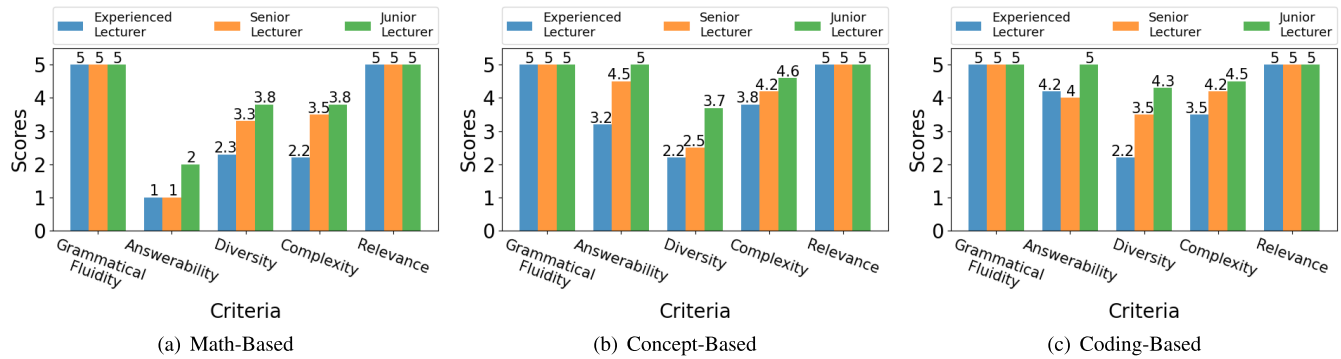 Experienced Lecturer
Senior Lecturer
Junior Lecturer
Scores
5
4
3
2
1
0
5 5 5
1 1 2
2.3 3.3 3.8
2.2 3.5 3.8
5 5 5
Grammatical Fluidity
Answerability
Diversity
Complexity
Relevance
Criteria
(a) Math-Based
Experienced Lecturer
Senior Lecturer
Junior Lecturer
Scores
5
4
3
2
1
0
5 5 5
3.2 4.5 5
2.2 2.5 3.7
3.8 4.2 4.6
5 5 5
Grammatical Fluidity
Answerability
Diversity
Complexity
Relevance
Criteria
(b) Concept-Based
Experienced Lecturer
Senior Lecturer
Junior Lecturer
Scores
5
4
3
2
1
0
5 5 5
4.2 4 5
2.2 3.5 4.3
3.5 4.2 4.5
5 5 5
Grammatical Fluidity
Answerability
Diversity
Complexity
Relevance
Criteria
(c) Coding-Based